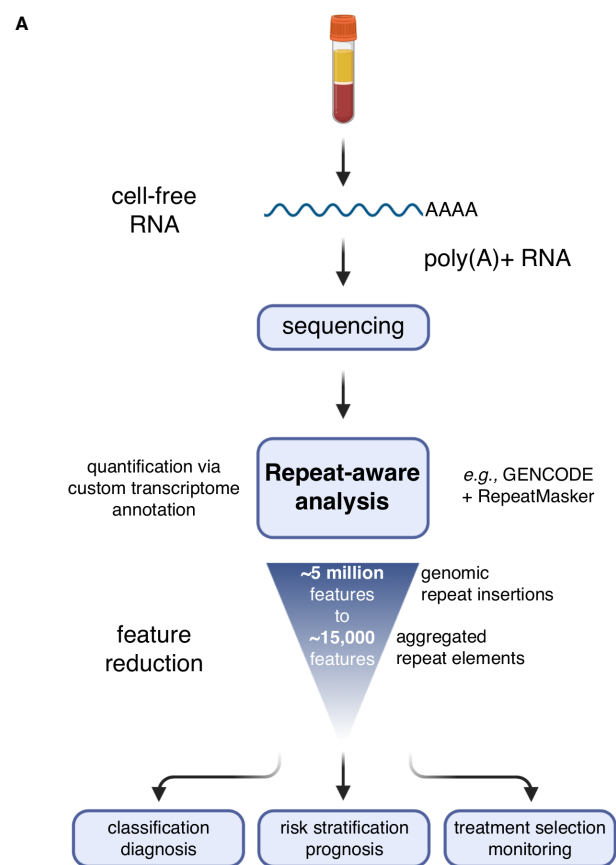 A
cell-free
RNA
AAAA
poly(A)+ RNA
sequencing
quantification via
custom transcriptome
annotation
Repeat-aware
analysis
e.g., GENCODE
+ RepeatMasker
~5 million
features
to
~15,000
features
genomic
repeat insertions
aggregated
repeat elements
feature
reduction
classification
diagnosis
risk stratification
prognosis
treatment selection
monitoring